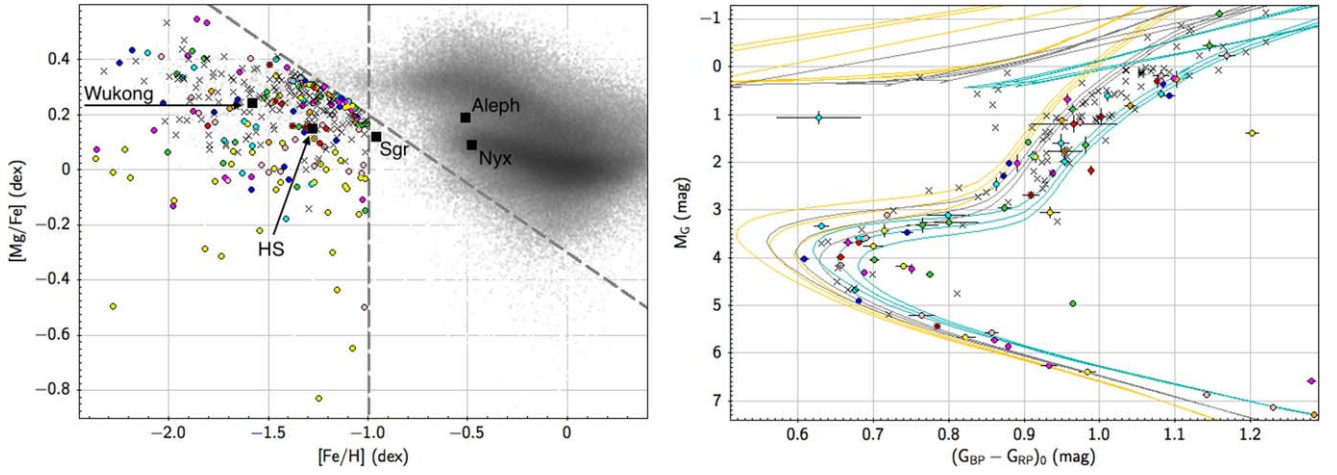 0.4
0.2
0
−0.2
−0.4
−0.6
−0.8
[Mg/Fe] (dex)
Wukong
HS
Sgr
Aleph
Nyx
−2.0 −1.5 −1.0 −0.5 0
[Fe/H] (dex)
−1
0
1
2
3
4
5
6
7
M_G (mag)
0.6 0.7 0.8 0.9 1.0 1.1 1.2
(G_BP − G_RP)_0 (mag)